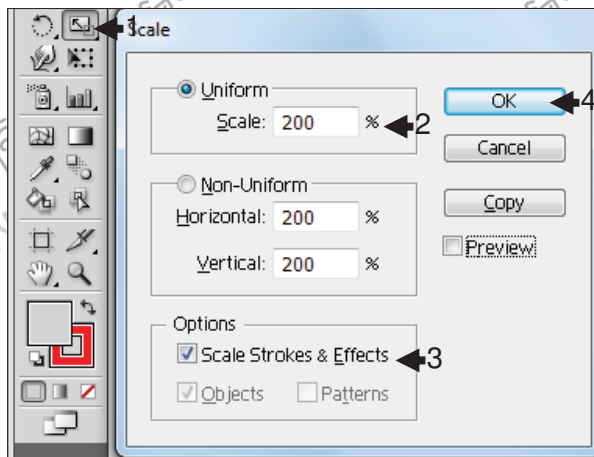 1
Scale
Uniform
Scale: 200 % 2
OK 4
Cancel
Non-Uniform
Horizontal: 200 %
Vertical: 200 %
Copy
Preview
Options
Scale Strokes & Effects 3
Objects Patterns